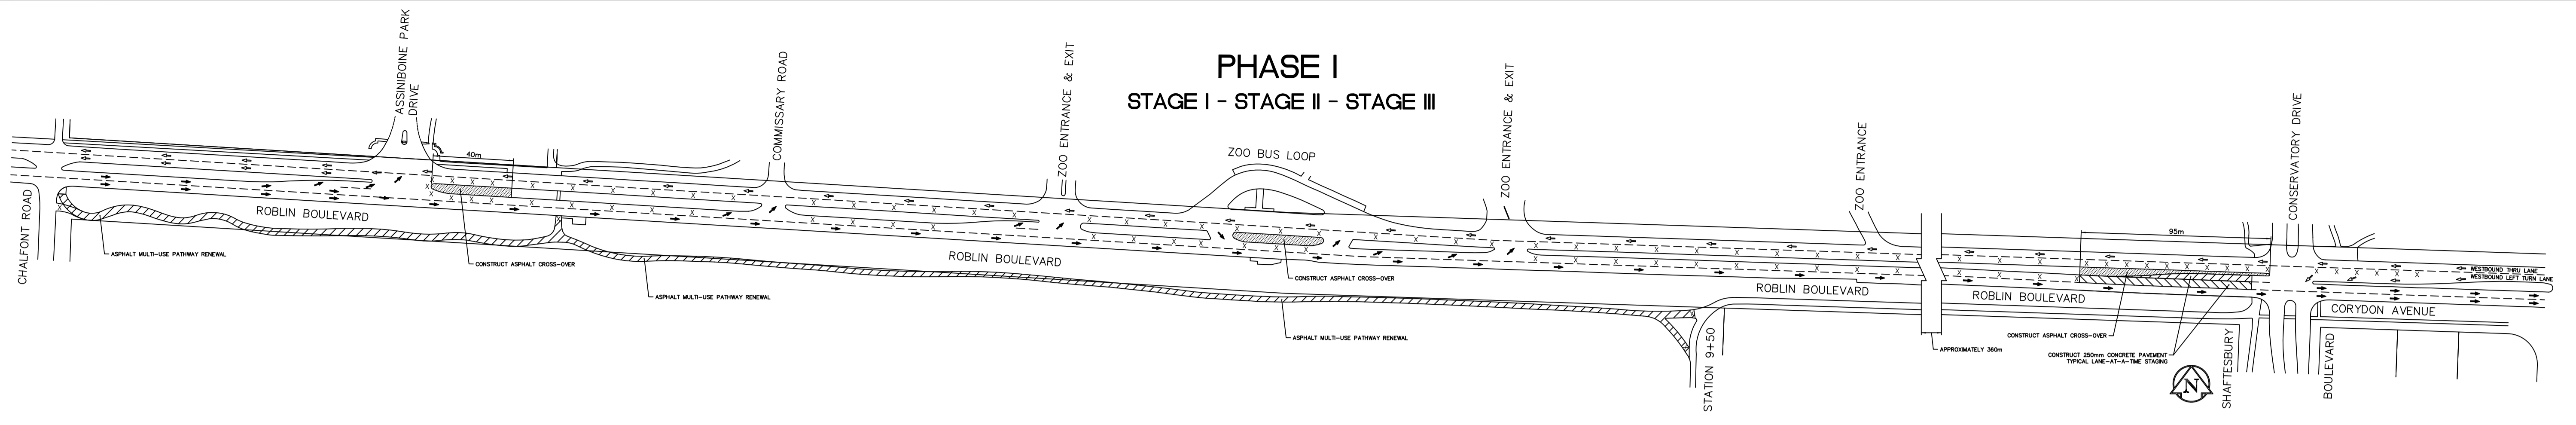 PHASE I
STAGE I - STAGE II - STAGE III
CHALFONT ROAD
ASSINIBOINE PARK
DRIVE
COMMISSARY ROAD
ZOO ENTRANCE & EXIT
ZOO BUS LOOP
ZOO ENTRANCE & EXIT
ZOO ENTRANCE
CONSERVATORY DRIVE
40m
95m
ROBLIN BOULEVARD
ROBLIN BOULEVARD
ROBLIN BOULEVARD
ROBLIN BOULEVARD
WESTBOUND THRU LANE
WESTBOUND LEFT TURN LANE
CORYDON AVENUE
ASPHALT MULTI-USE PATHWAY RENEWAL
CONSTRUCT ASPHALT CROSS-OVER
ASPHALT MULTI-USE PATHWAY RENEWAL
CONSTRUCT ASPHALT CROSS-OVER
ASPHALT MULTI-USE PATHWAY RENEWAL
STATION 9+50
APPROXIMATELY 360m
CONSTRUCT ASPHALT CROSS-OVER
CONSTRUCT 250mm CONCRETE PAVEMENT
TYPICAL LANE-AT-A-TIME STAGING
N
SHAFTESBURY
BOULEVARD